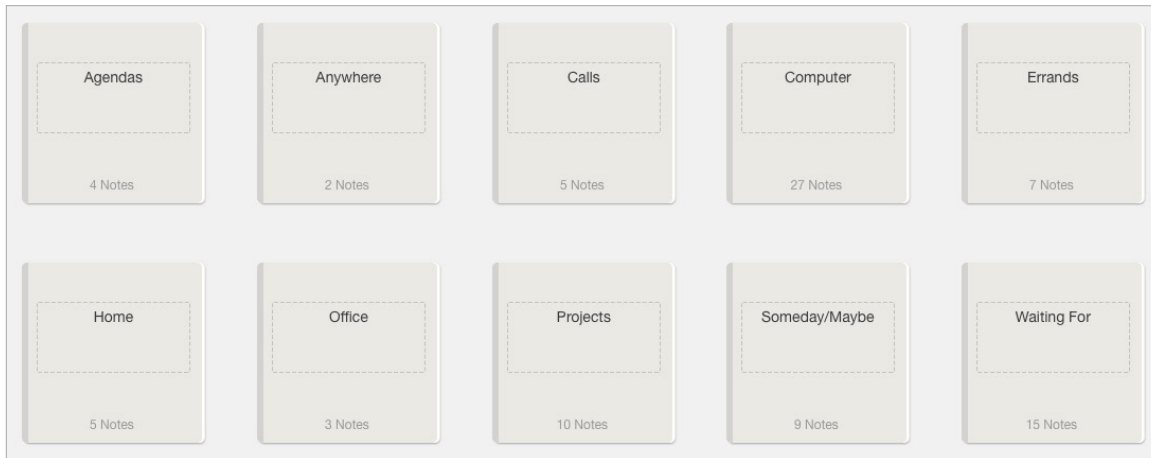 Agendas
4 Notes
Anywhere
2 Notes
Calls
5 Notes
Computer
27 Notes
Errands
7 Notes
Home
5 Notes
Office
3 Notes
Projects
10 Notes
Someday/Maybe
9 Notes
Waiting For
15 Notes